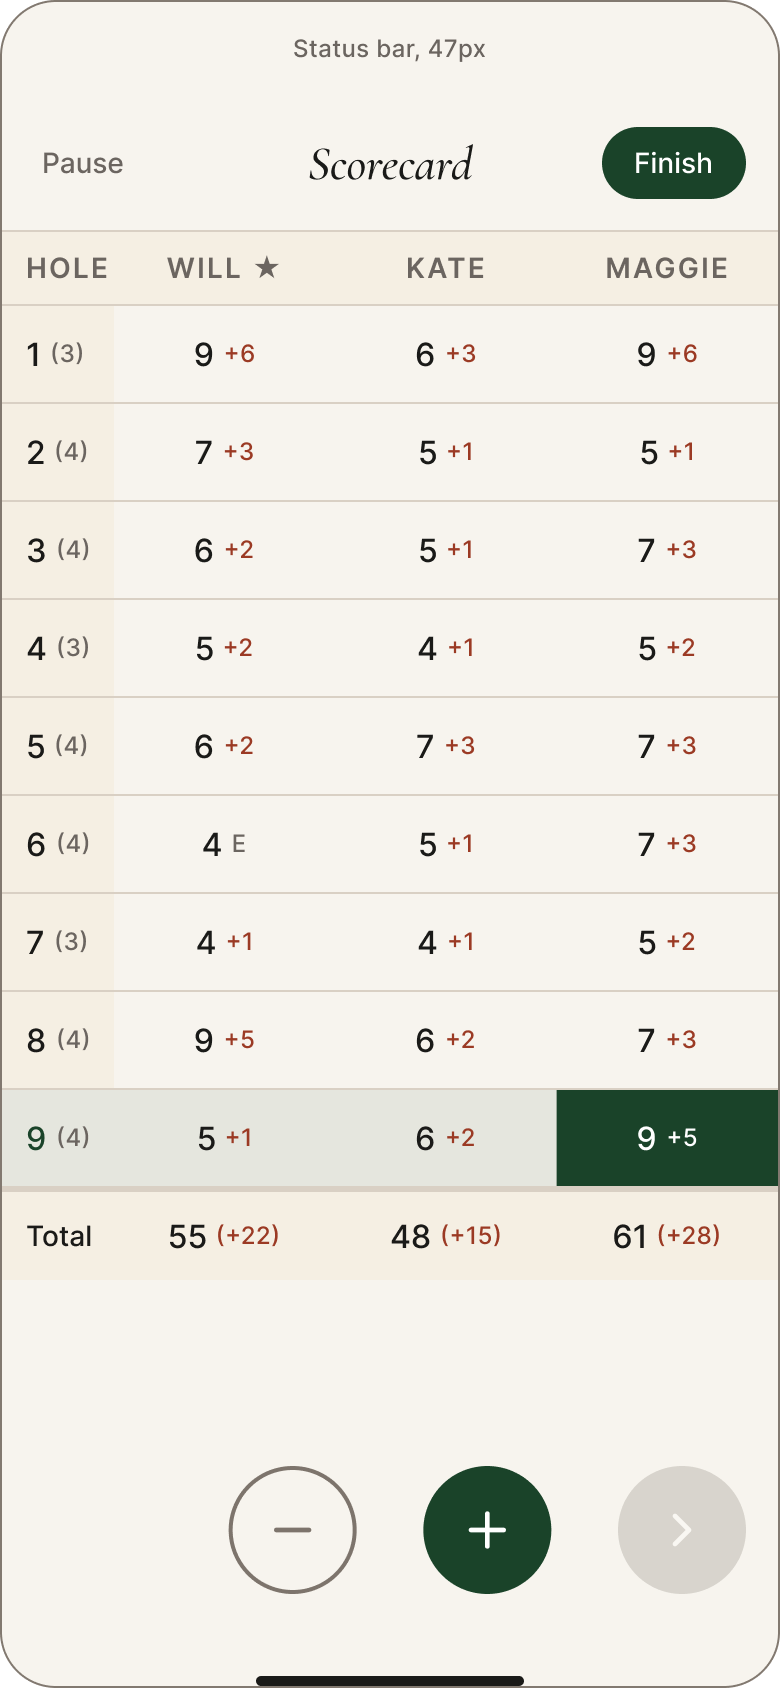 Status bar, 47px
Pause Scorecard Finish
HOLE WILL ★ KATE MAGGIE
1 (3) 9 +6 6 +3 9 +6
2 (4) 7 +3 5 +1 5 +1
3 (4) 6 +2 5 +1 7 +3
4 (3) 5 +2 4 +1 5 +2
5 (4) 6 +2 7 +3 7 +3
6 (4) 4 E 5 +1 7 +3
7 (3) 4 +1 4 +1 5 +2
8 (4) 9 +5 6 +2 7 +3
9 (4) 5 +1 6 +2 9 +5
Total 55 (+22) 48 (+15) 61 (+28)